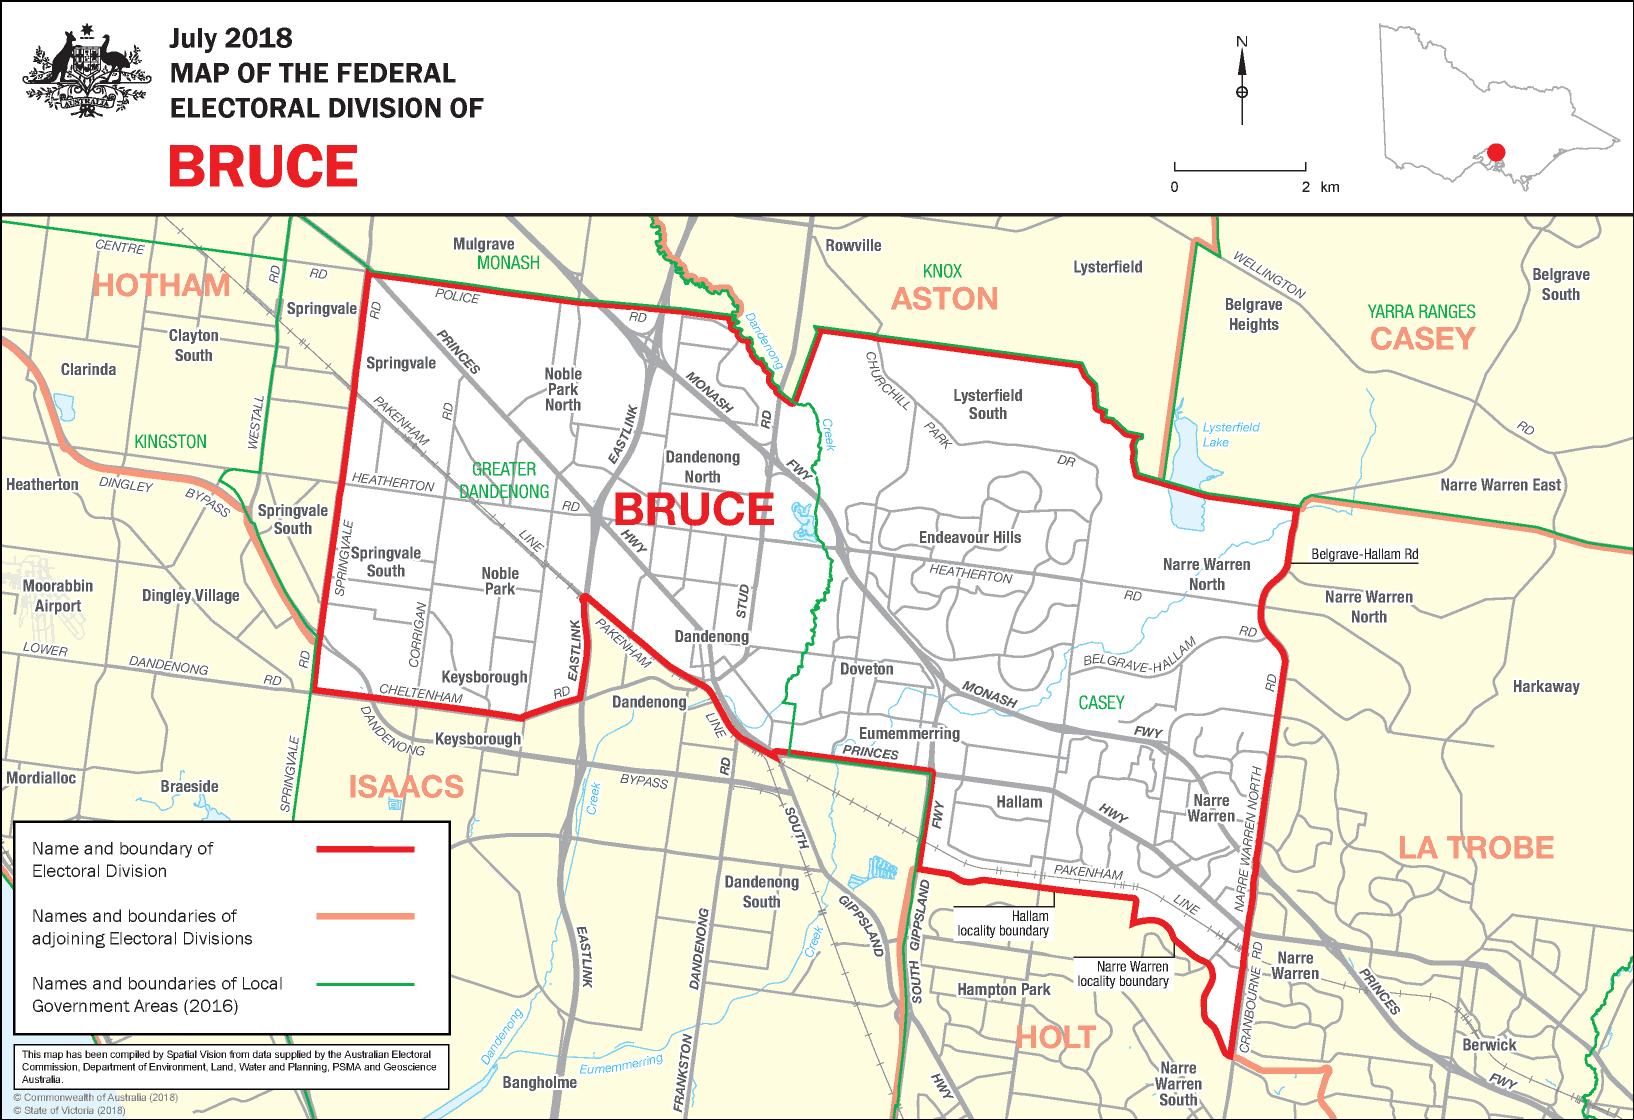 AUSTRALIA
July 2018
MAP OF THE FEDERAL
ELECTORAL DIVISION OF
BRUCE
N
0
2 km
CENTRE
RD
RD
HOTHAM
Springvale
Clayton
South
Clarinda
KINGSTON
WESTALL
Heatherton
DINGLEY
BYPASS
Springvale
South
Moorabbin
Airport
Dingley Village
LOWER
DANDENONG
RD
RD
Mordialloc
Braeside
SPRINGVALE
Mulgrave
MONASH
POLICE
RD
RD
PRINCES
Springvale
Noble
Park
North
PAKENHAM
RD
HEATHERTON
GREATER
DANDENONG
RD
LINE
SPRINGVALE
Springvale
South
Noble
Park
CORRIGAN
Keysborough
CHELTENHAM
RD
EASTLINK
EASTLINK
MONASH
FWY
RD
Dandenong
North
BRUCE
HWY
STUD
Dandenong
PAKENHAM
LINE
Dandenong
Keysborough
DANDENONG
BYPASS
ISAACS
RD
Creek
SOUTH
Dandenong
South
GIPPSLAND
HWY
DANDENONG
FRANKSTON
EASTLINK
Dandenong
Creek
Eumemmerring
Bangholme
Rowville
KNOX
ASTON
Lysterfield
Dandenong
Creek
CHURCHILL
PARK
DR
Lysterfield
South
WELLINGTON
RD
Belgrave
Heights
Belgrave
South
YARRA RANGES
CASEY
Lysterfield
Lake
Narre Warren East
Endeavour Hills
HEATHERTON
RD
Narre Warren
North
Belgrave-Hallam Rd
Narre Warren
North
BELGRAVE-HALLAM
RD
RD
Doveton
MONASH
FWY
CASEY
Harkaway
Eumemmerring
PRINCES
HWY
FWY
Hallam
Narre
Warren
NARRE WARREN NORTH
LA TROBE
PAKENHAM
LINE
SOUTH GIPPSLAND
Hallam
locality boundary
Narre Warren
locality boundary
Hampton Park
HOLT
CRANBOURNE RD
Narre
Warren
PRINCES
FWY
Berwick
Narre
Warren
South
Name and boundary of
Electoral Division
Names and boundaries of
adjoining Electoral Divisions
Names and boundaries of Local
Government Areas (2016)
This map has been compiled by Spatial Vision from data supplied by the Australian Electoral
Commission, Department of Environment, Land, Water and Planning, PSMA and Geoscience
Australia.
© Commonwealth of Australia (2018)
© State of Victoria (2018)